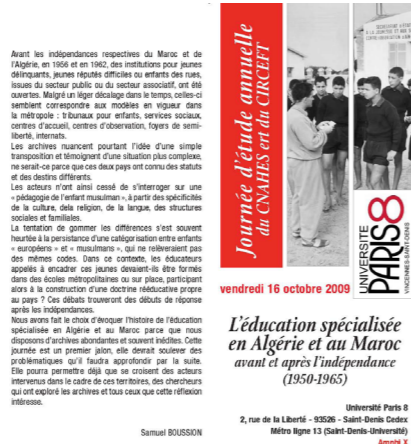 Avant les indépendances respectives du Maroc et de
l'Algérie, en 1956 et en 1962, des institutions pour jeunes
délinquants, jeunes réputés difficiles ou enfants des rues,
issues du secteur public ou du secteur associatif, ont été
ouvertes. Malgré un léger décalage dans le temps, celles-ci
semblent correspondre aux modèles en vigueur dans
la métropole : tribunaux pour enfants, services sociaux,
centres d'accueil, centres d'observation, foyers de semi-
liberté, internats.
Les archives nuancent pourtant l'idée d'une simple
transposition et témoignent d'une situation plus complexe,
ne serait-ce parce que ces deux pays ont connu des statuts
et des destins différents.
Les acteurs n'ont ainsi cessé de s'interroger sur une
« pédagogie de l'enfant musulman », à partir des spécificités
de la culture, dela religion, de la langue, des structures
sociales et familiales.
La tentation de gommer les différences s'est souvent
heurtée à la persistance d'une catégorisation entre enfants
« européens » et « musulmans », qui ne relèveraient pas
des mêmes codes. Dans ce contexte, les éducateurs
appelés à encadrer ces jeunes devaient-ils être formés
dans des écoles métropolitaines ou sur place, participant
alors à la construction d'une doctrine rééducative propre
au pays ? Ces débats trouveront des débuts de réponse
après les indépendances.
Nous avons fait le choix d'évoquer l'histoire de l'éducation
spécialisée en Algérie et au Maroc parce que nous
disposons d'archives abondantes et souvent inédites. Cette
journée est un premier jalon, elle devrait soulever des
problématiques qu'il faudra approfondir par la suite.
Elle pourra permettre déjà que se croisent des acteurs
intervenus dans le cadre de ces territoires, des chercheurs
qui ont exploré les archives et tous ceux que cette réflexion
intéresse.
Samuel BOUSSION
Journée d'étude annuelle
du CNAHES ert du CIRCEFT
UNIVERSITÉ
PARIS 8
VINCENNES-SAINT-DENIS
vendredi 16 octobre 2009
L'éducation spécialisée
en Algérie et au Maroc
avant et après l'indépendance
(1950-1965)
Université Paris 8
2, rue de la Liberté - 93526 - Saint-Denis Cedex
Métro ligne 13 (Saint-Denis-Université)
Amphi X